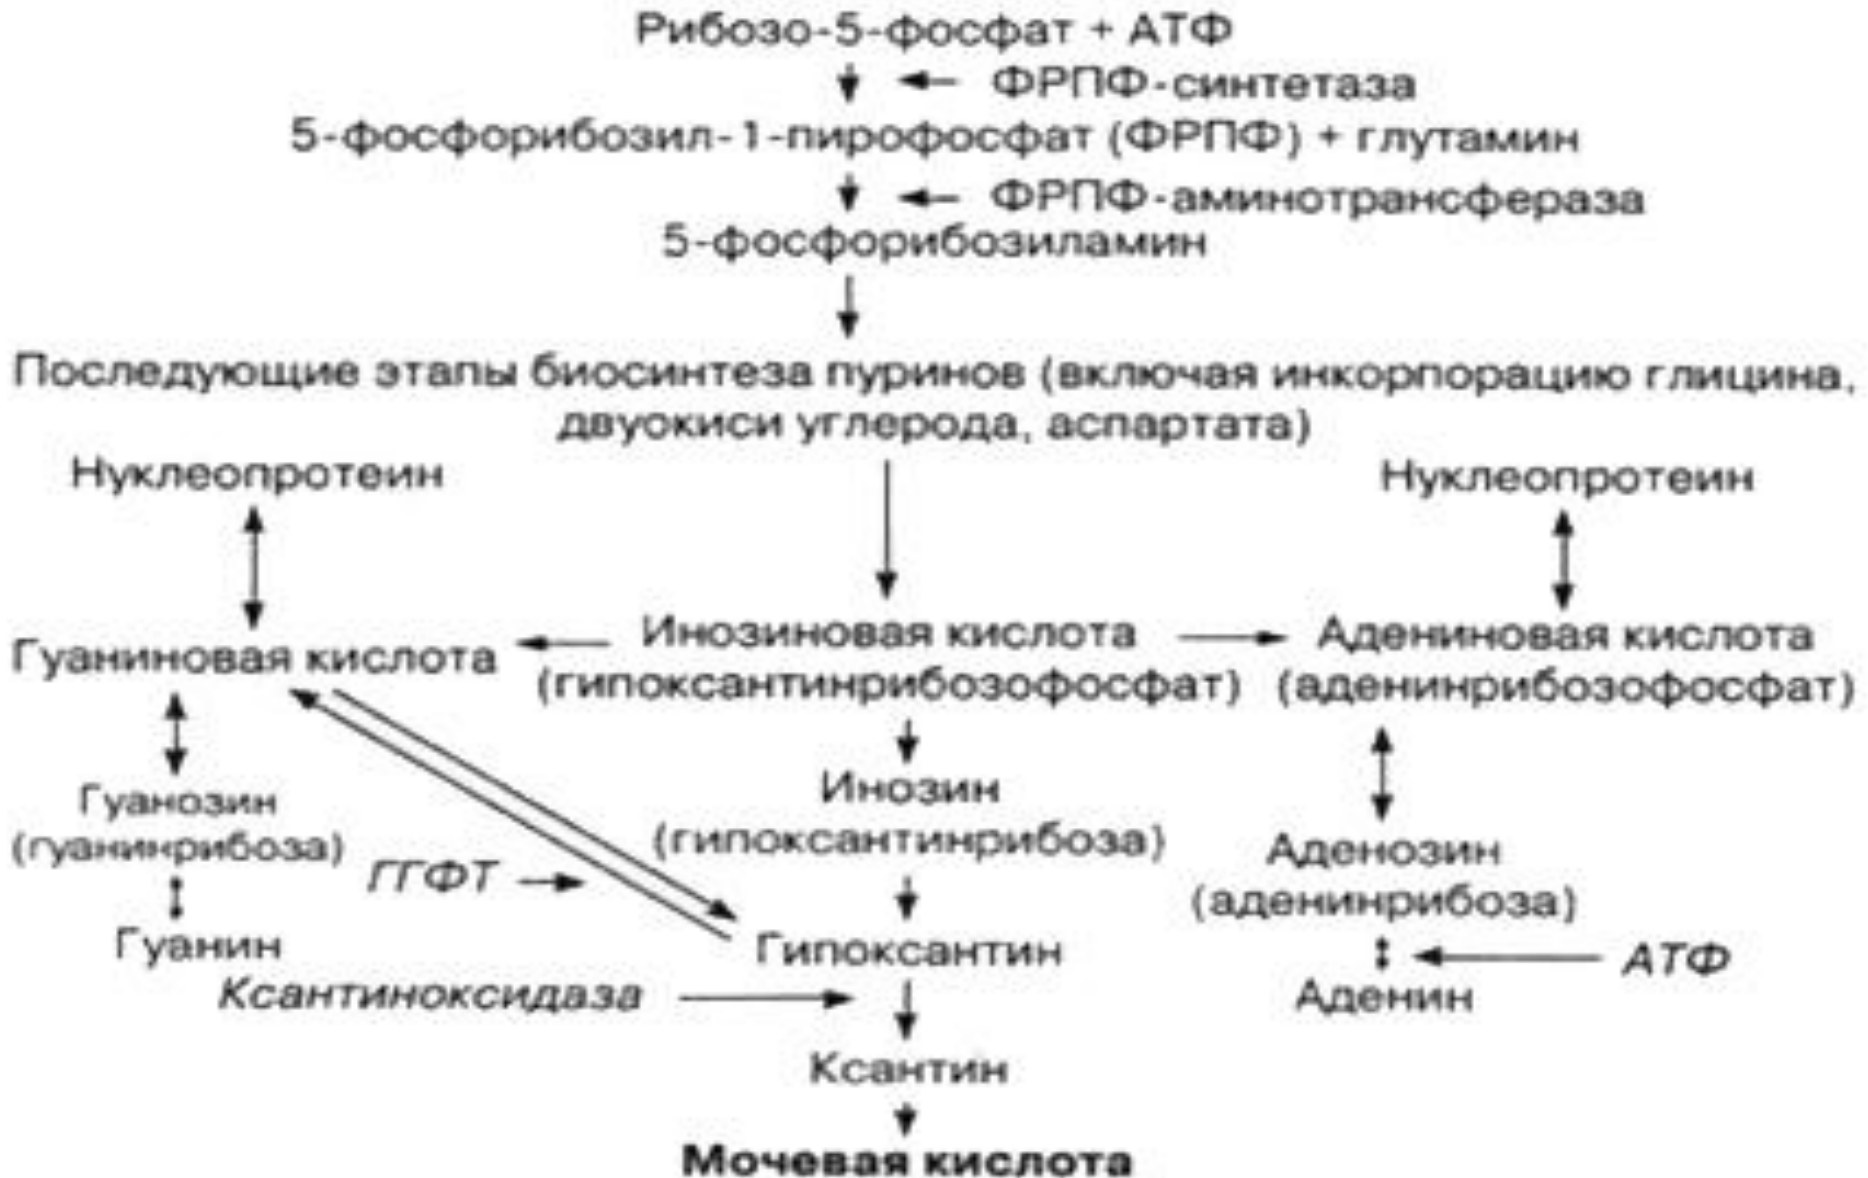 Рибозо-5-фосфат + АТФ
ФРПФ-синтетаза
5-фосфорибозил-1-пирофосфат (ФРПФ) + глутамин
ФРПФ-аминотрансфераза
5-фосфорибозиламин
Последующие этапы биосинтеза пуринов (включая инкорпорацию глицина,
двуокиси углерода, аспартата)
Нуклеопротеин
Нуклеопротеин
Гуаниновая кислота
Инозиновая кислота
(гипоксантинрибозофосфат)
Адениновая кислота
(аденинрибозофосфат)
Гуанозин
(гуанинрибоза)
Инозин
(гипоксантинрибоза)
Аденозин
(аденинрибоза)
ГГФТ
Гуанин
Гипоксантин
АТФ
Ксантиноксидаза
Аденин
Ксантин
Мочевая кислота